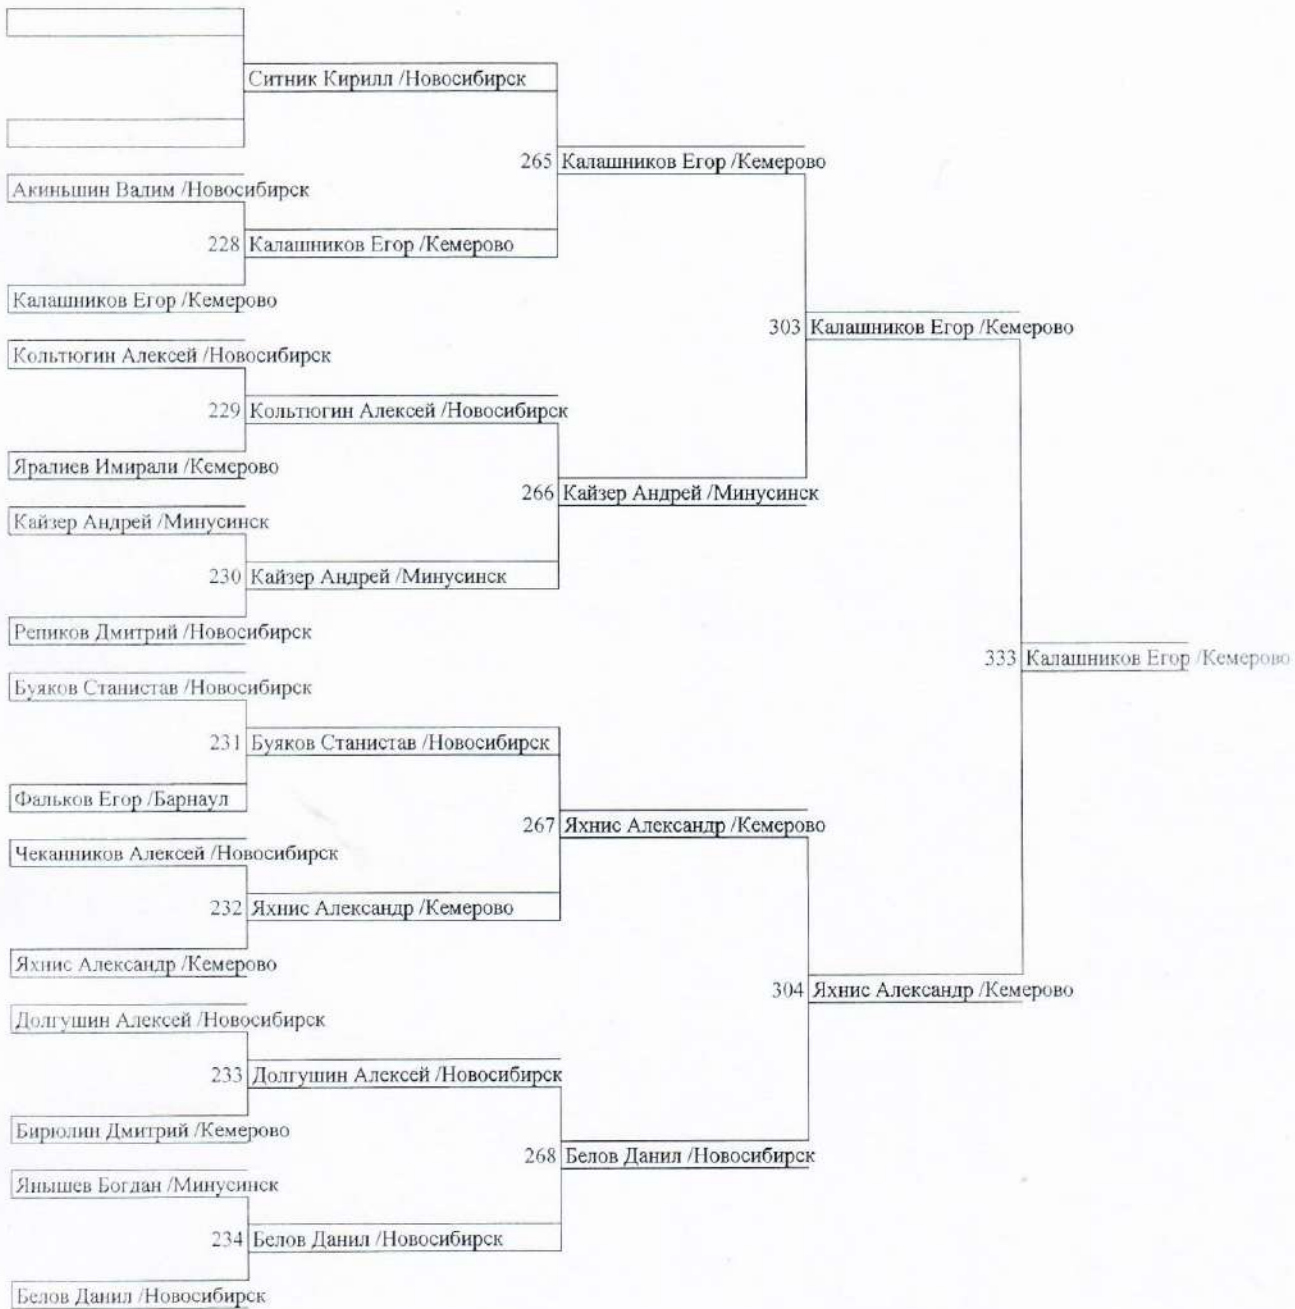 Ситник Кирилл /Новосибирск
265 Калашников Егор /Кемерово
Акиньшин Вадим /Новосибирск
228 Калашников Егор /Кемерово
Калашников Егор /Кемерово
303 Калашников Егор /Кемерово
Кольтюгин Алексей /Новосибирск
229 Кольтюгин Алексей /Новосибирск
Яралиев Имирали /Кемерово
266 Кайзер Андрей /Минусинск
Кайзер Андрей /Минусинск
230 Кайзер Андрей /Минусинск
Репиков Дмитрий /Новосибирск
333 Калашников Егор /Кемерово
Буяков Станистав /Новосибирск
231 Буяков Станистав /Новосибирск
Фальков Егор /Барнаул
267 Яхнис Александр /Кемерово
Чеканников Алексей /Новосибирск
232 Яхнис Александр /Кемерово
Яхнис Александр /Кемерово
304 Яхнис Александр /Кемерово
Долгушин Алексей /Новосибирск
233 Долгушин Алексей /Новосибирск
Бирюлин Дмитрий /Кемерово
268 Белов Данил /Новосибирск
Янышев Богдан /Минусинск
234 Белов Данил /Новосибирск
Белов Данил /Новосибирск